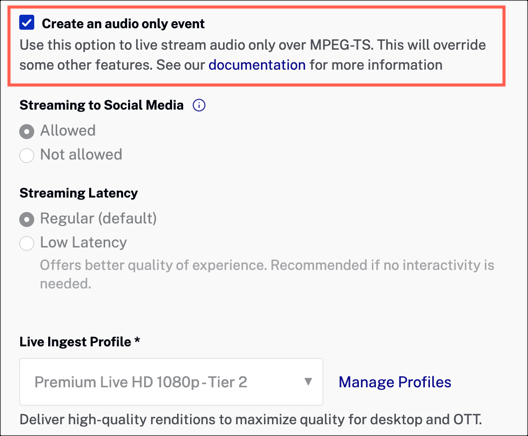 Create an audio only event
Use this option to live stream audio only over MPEG-TS. This will override
some other features. See our documentation for more information
Streaming to Social Media
Allowed
Not allowed
Streaming Latency
Regular (default)
Low Latency
Offers better quality of experience. Recommended if no interactivity is
needed.
Live Ingest Profile *
Premium Live HD 1080p - Tier 2
Manage Profiles
Deliver high-quality renditions to maximize quality for desktop and OTT.